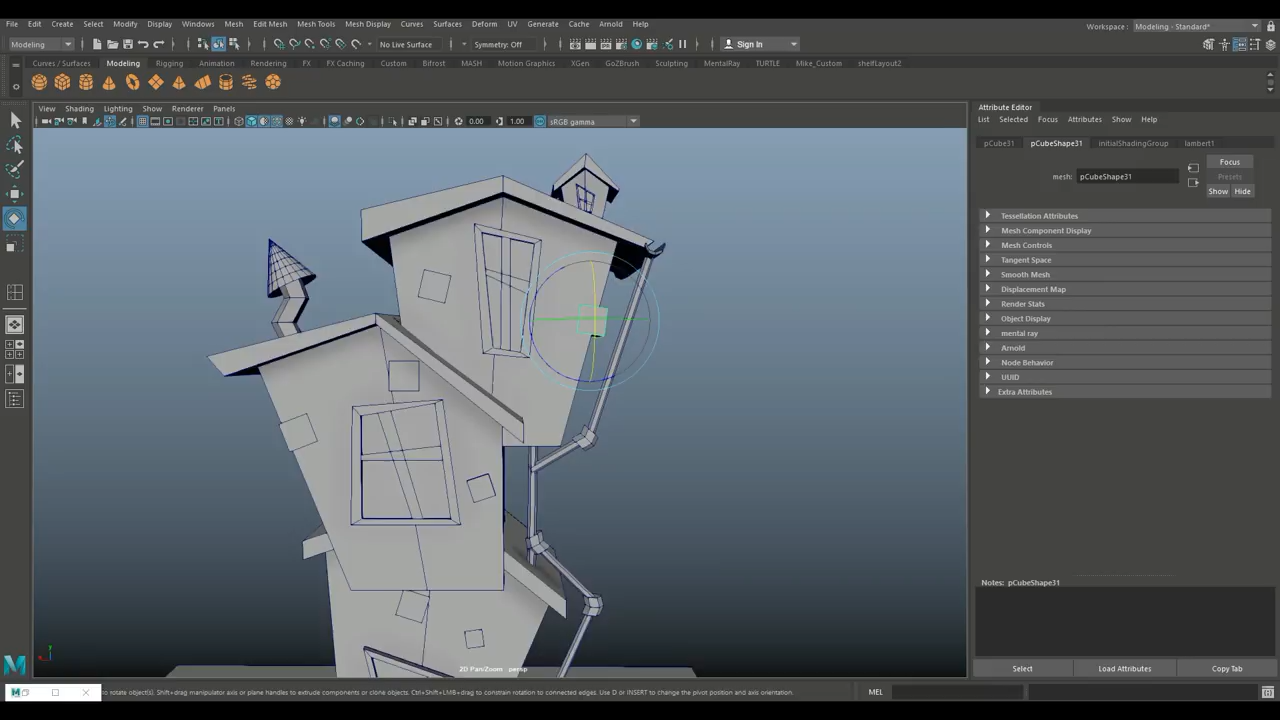 File Edit Create Select Modify Display Windows Mesh Edit Mesh Mesh Tools Mesh Display Curves Surfaces Deform UV Generate Cache Arnold Help
Workspace : Modeling - Standard*
Modeling No Live Surface Symmetry: Off Sign In
Curves / Surfaces Modeling Rigging Animation Rendering FX FX Caching Custom Bifrost MASH Motion Graphics XGen GoZBrush Sculpting MentalRay TURTLE Mike_Custom shelfLayout2
View Shading Lighting Show Renderer Panels
0.00 1.00 sRGB gamma
Attribute Editor
List Selected Focus Attributes Show Help
pCube31 pCubeShape31 initialShadingGroup lambert1
Focus
mesh: pCubeShape31 Presets
Show Hide
Tessellation Attributes
Mesh Component Display
Mesh Controls
Tangent Space
Smooth Mesh
Displacement Map
Render Stats
Object Display
mental ray
Arnold
Node Behavior
UUID
Extra Attributes
Notes: pCubeShape31
2D Pan/Zoom persp
Select Load Attributes Copy Tab
to rotate object(s). Shift+drag manipulator axis or plane handles to extrude components or clone objects. Ctrl+Shift+LMB+drag to constrain rotation to connected edges. Use D or INSERT to change the pivot position and axis orientation. MEL